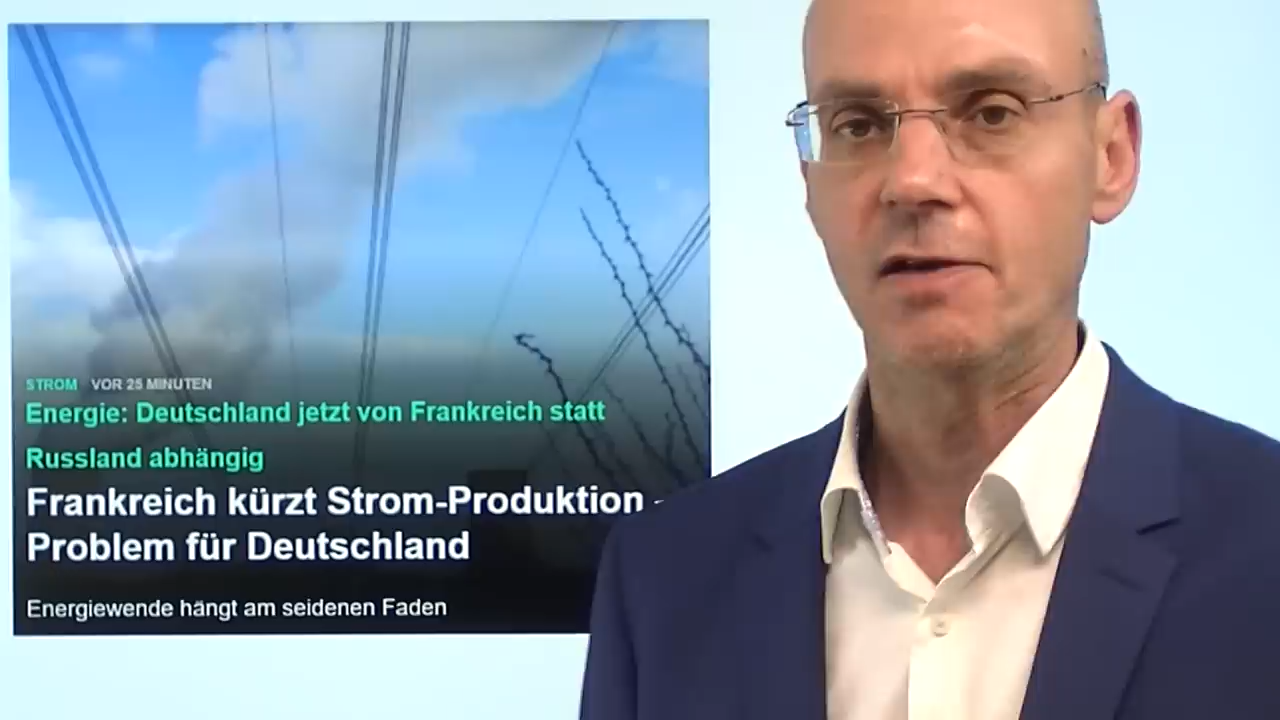 STROM VOR 25 MINUTEN
Energie: Deutschland jetzt von Frankreich statt
Russland abhängig
Frankreich kürzt Strom-Produktion -
Problem für Deutschland
Energiewende hängt am seidenen Faden